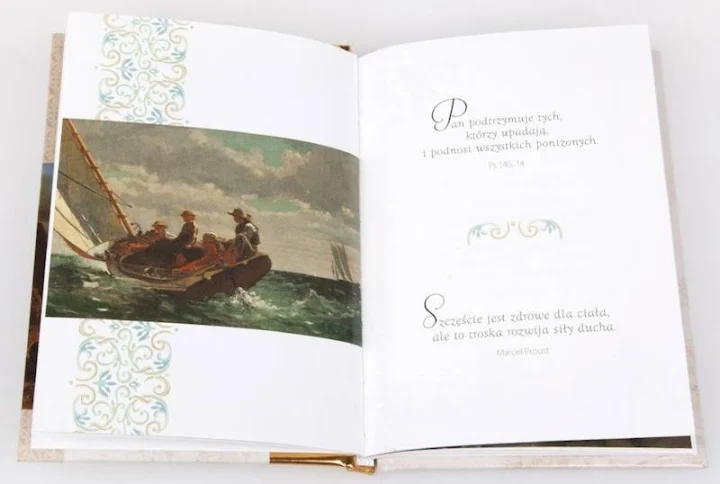 Pan podtrzymuje tych,
którzy upadają,
i podnosi wszystkich poniżonych.
Ps 145, 14
Szczęście jest zdrowe dla ciała,
ale to troska rozwija siły ducha.
Marcel Proust